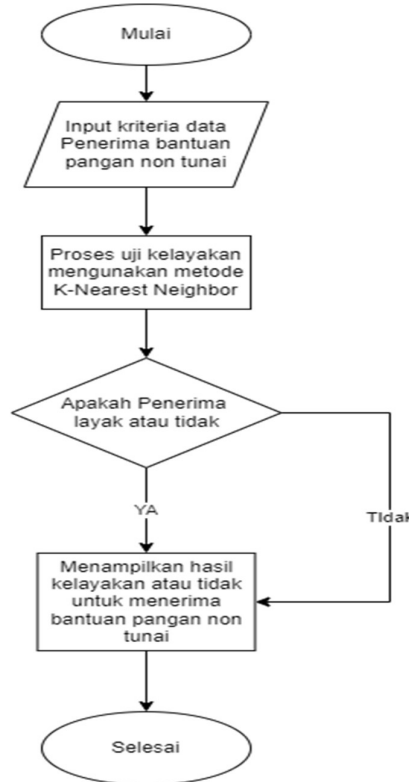 Mulai
Input kriteria data
Penerima bantuan
pangan non tunai
Proses uji kelayakan
mengunakan metode
K-Nearest Neighbor
Apakah Penerima
layak atau tidak
YA
TIdak
Menampilkan hasil
kelayakan atau tidak
untuk menerima
bantuan pangan non
tunai
Selesai